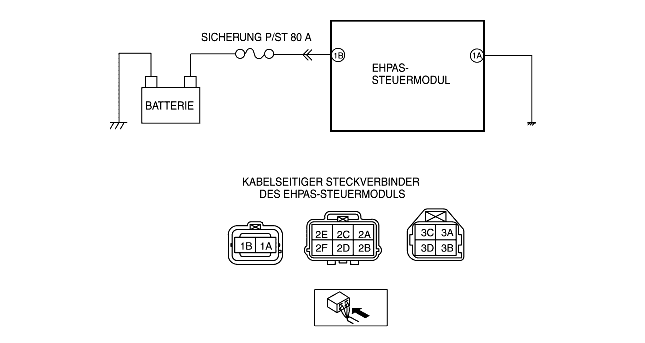 SICHERUNG P/ST 80 A
1B
1A
EHPAS-
STEUERMODUL
BATTERIE
KABELSEITIGER STECKVERBINDER
DES EHPAS-STEUERMODULS
1B 1A
2E 2C 2A
2F 2D 2B
3C 3A
3D 3B